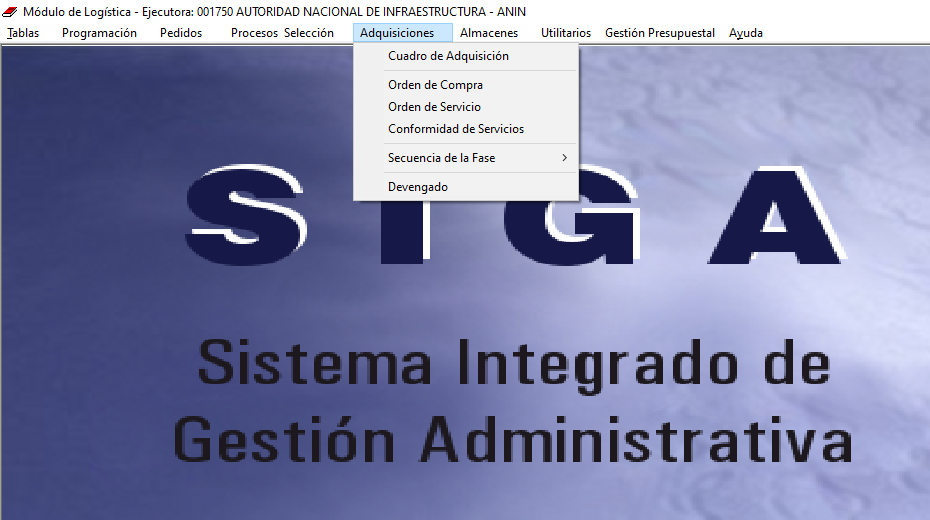 Módulo de Logística - Ejecutora: 001750 AUTORIDAD NACIONAL DE INFRAESTRUCTURA - ANIN
Tablas Programación Pedidos Procesos Selección Adquisiciones Almacenes Utilitarios Gestión Presupuestal Ayuda
Cuadro de Adquisición
Orden de Compra
Orden de Servicio
Conformidad de Servicios
Secuencia de la Fase
Devengado
SIGA
Sistema Integrado de
Gestión Administrativa